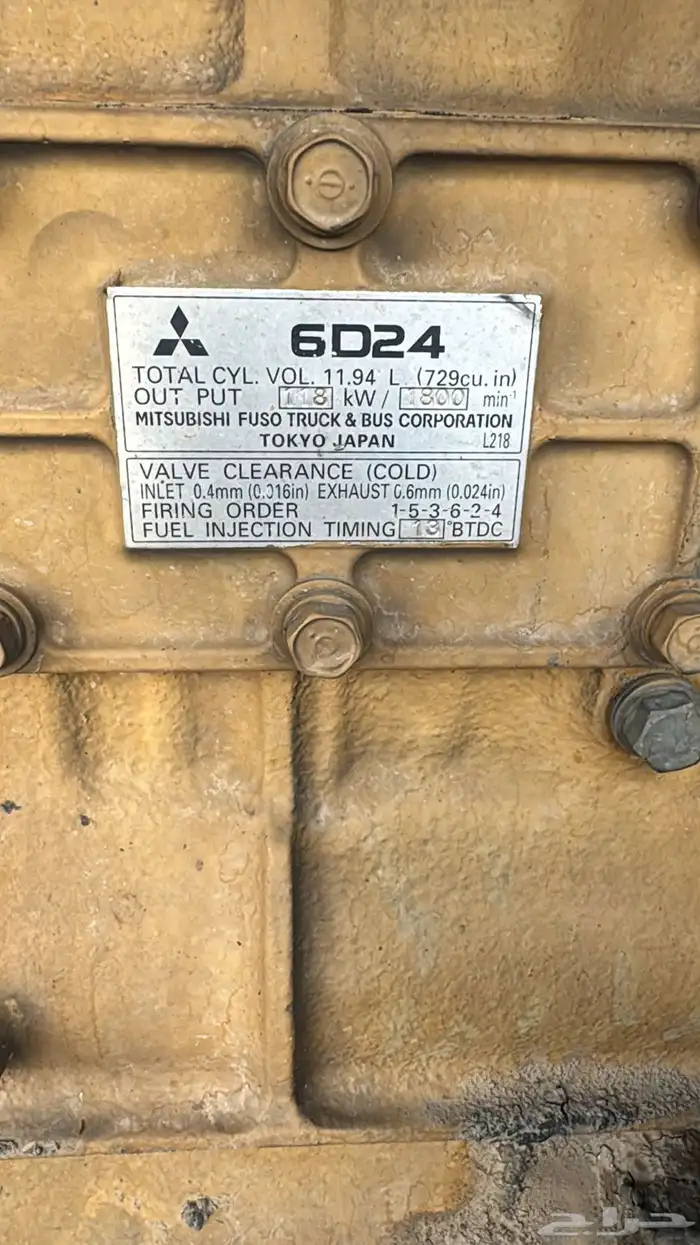 6D24
TOTAL CYL. VOL. 11.94 L (729cu. in)
OUT PUT 118 kW / 1800 min⁻¹
MITSUBISHI FUSO TRUCK & BUS CORPORATION
TOKYO JAPAN L218
VALVE CLEARANCE (COLD)
INLET 0.4mm (0.016in) EXHAUST 0.6mm (0.024in)
FIRING ORDER 1-5-3-6-2-4
FUEL INJECTION TIMING 13 °BTDC
حراج